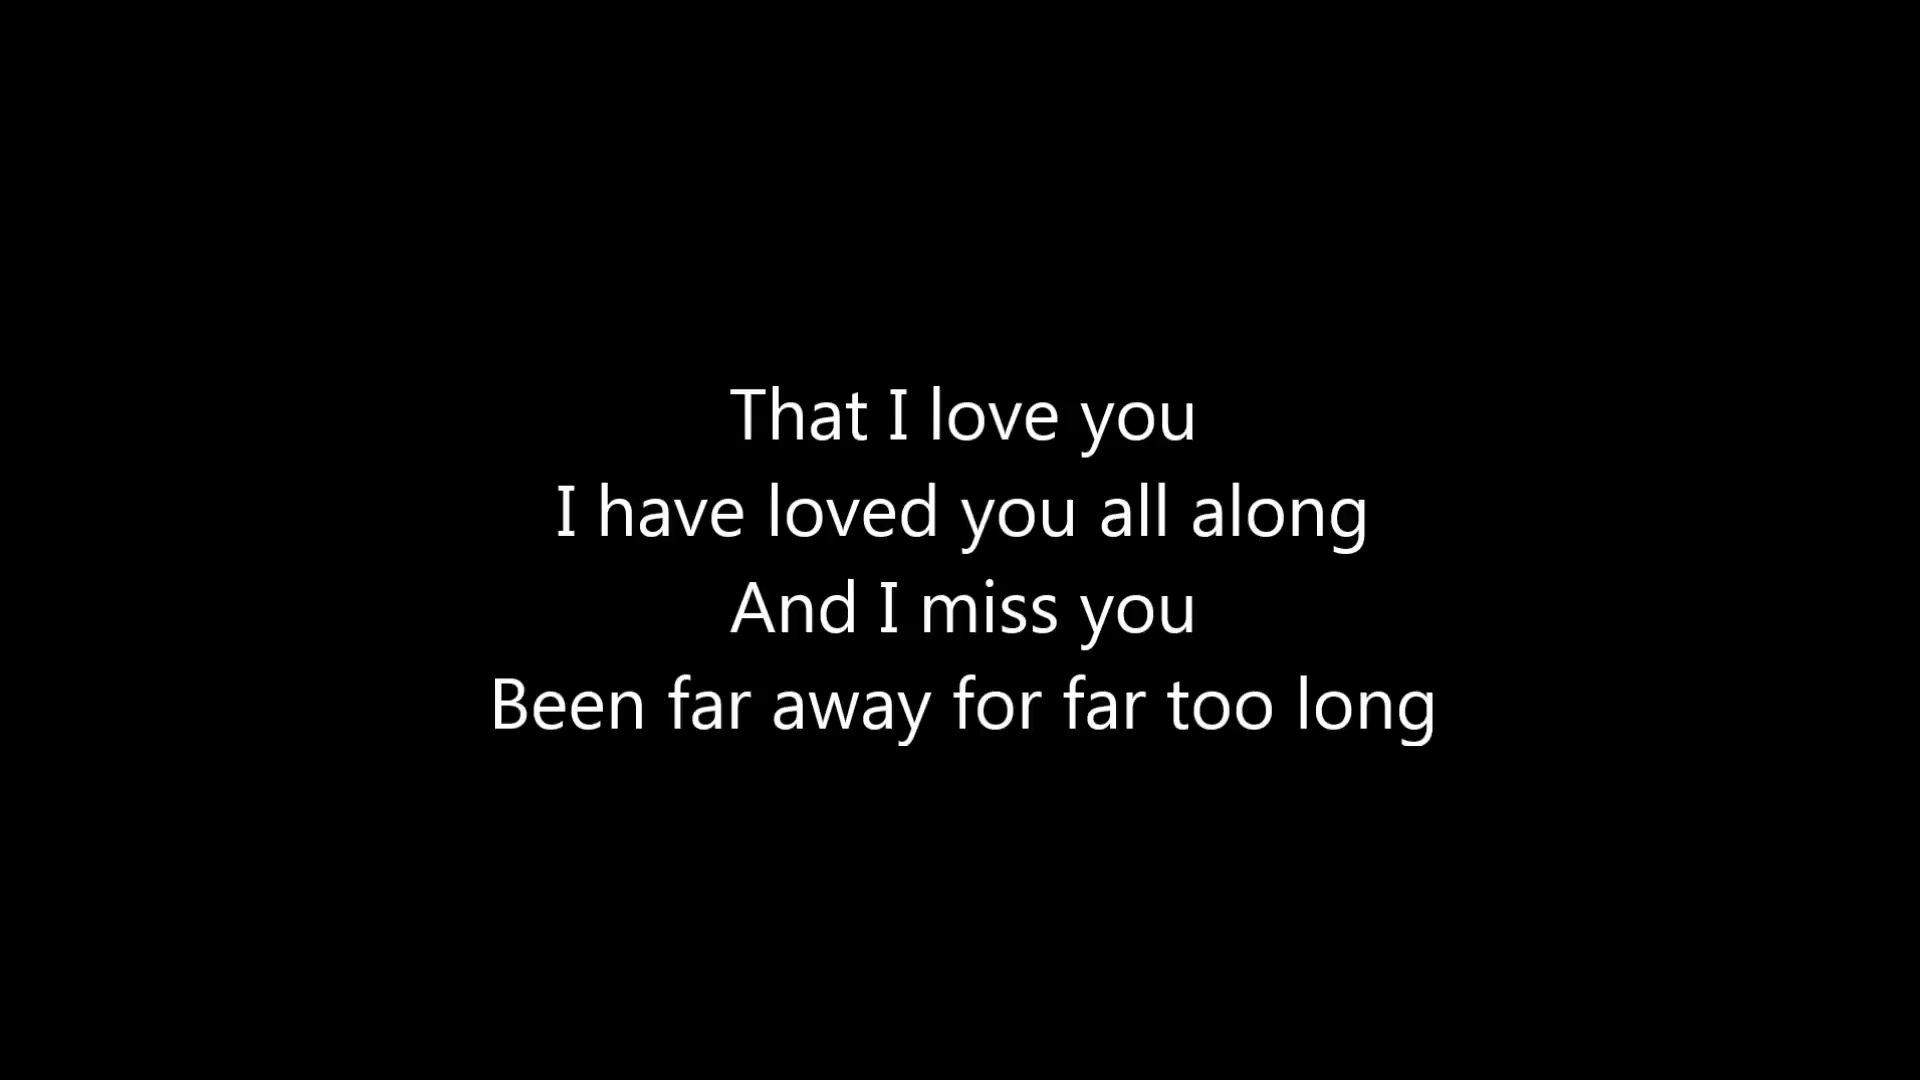 That I love you
I have loved you all along
And I miss you
Been far away for far too long